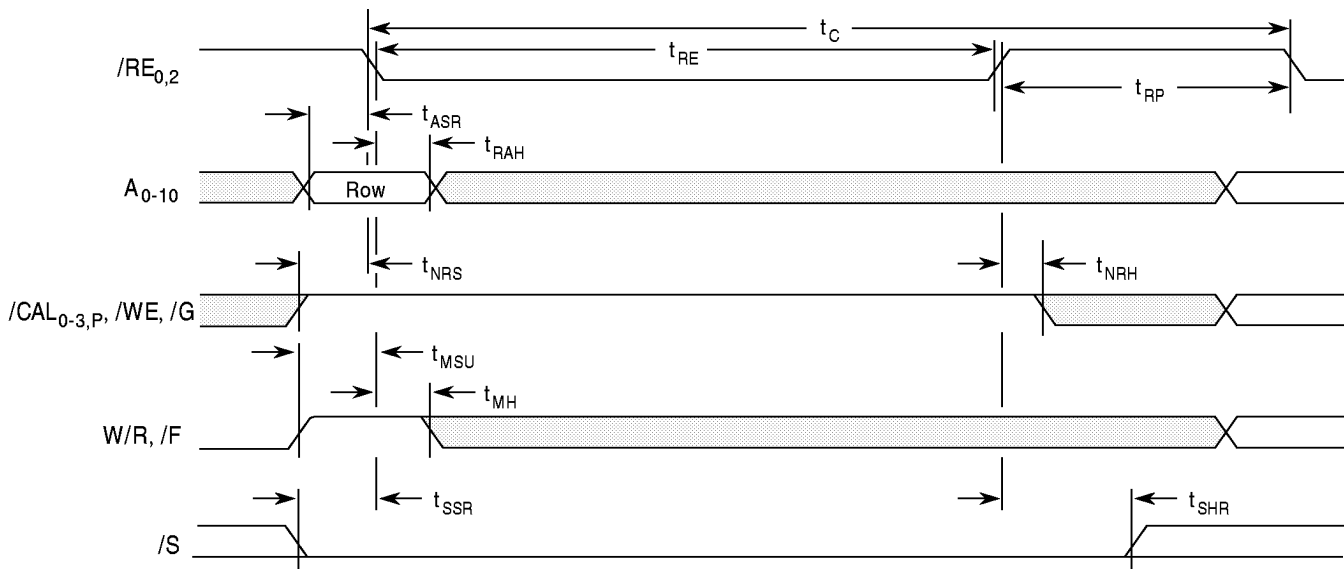 t_C
t_RE
/RE_0,2
t_RP
t_ASR
t_RAH
A_0-10
Row
t_NRS
t_NRH
/CAL_0-3,P, /WE, /G
t_MSU
t_MH
W/R, /F
t_SSR
t_SHR
/S